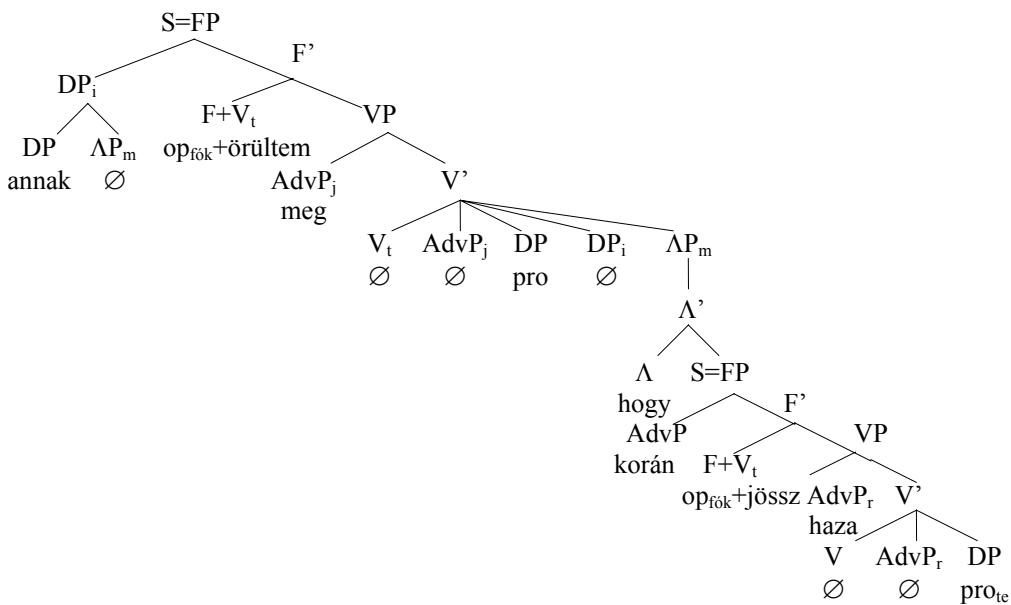 S=FP
F’
DPi
F+Vt VP
DP ΛPm opfók+örültem
annak ∅ AdvPj V’
meg
Vt AdvPj DP DPi ΛPm
∅ ∅ pro ∅
Λ’
Λ S=FP
hogy F’
AdvP VP
korán F+Vt
opfók+jössz AdvPr V’
haza
V AdvPr DP
∅ ∅ prote